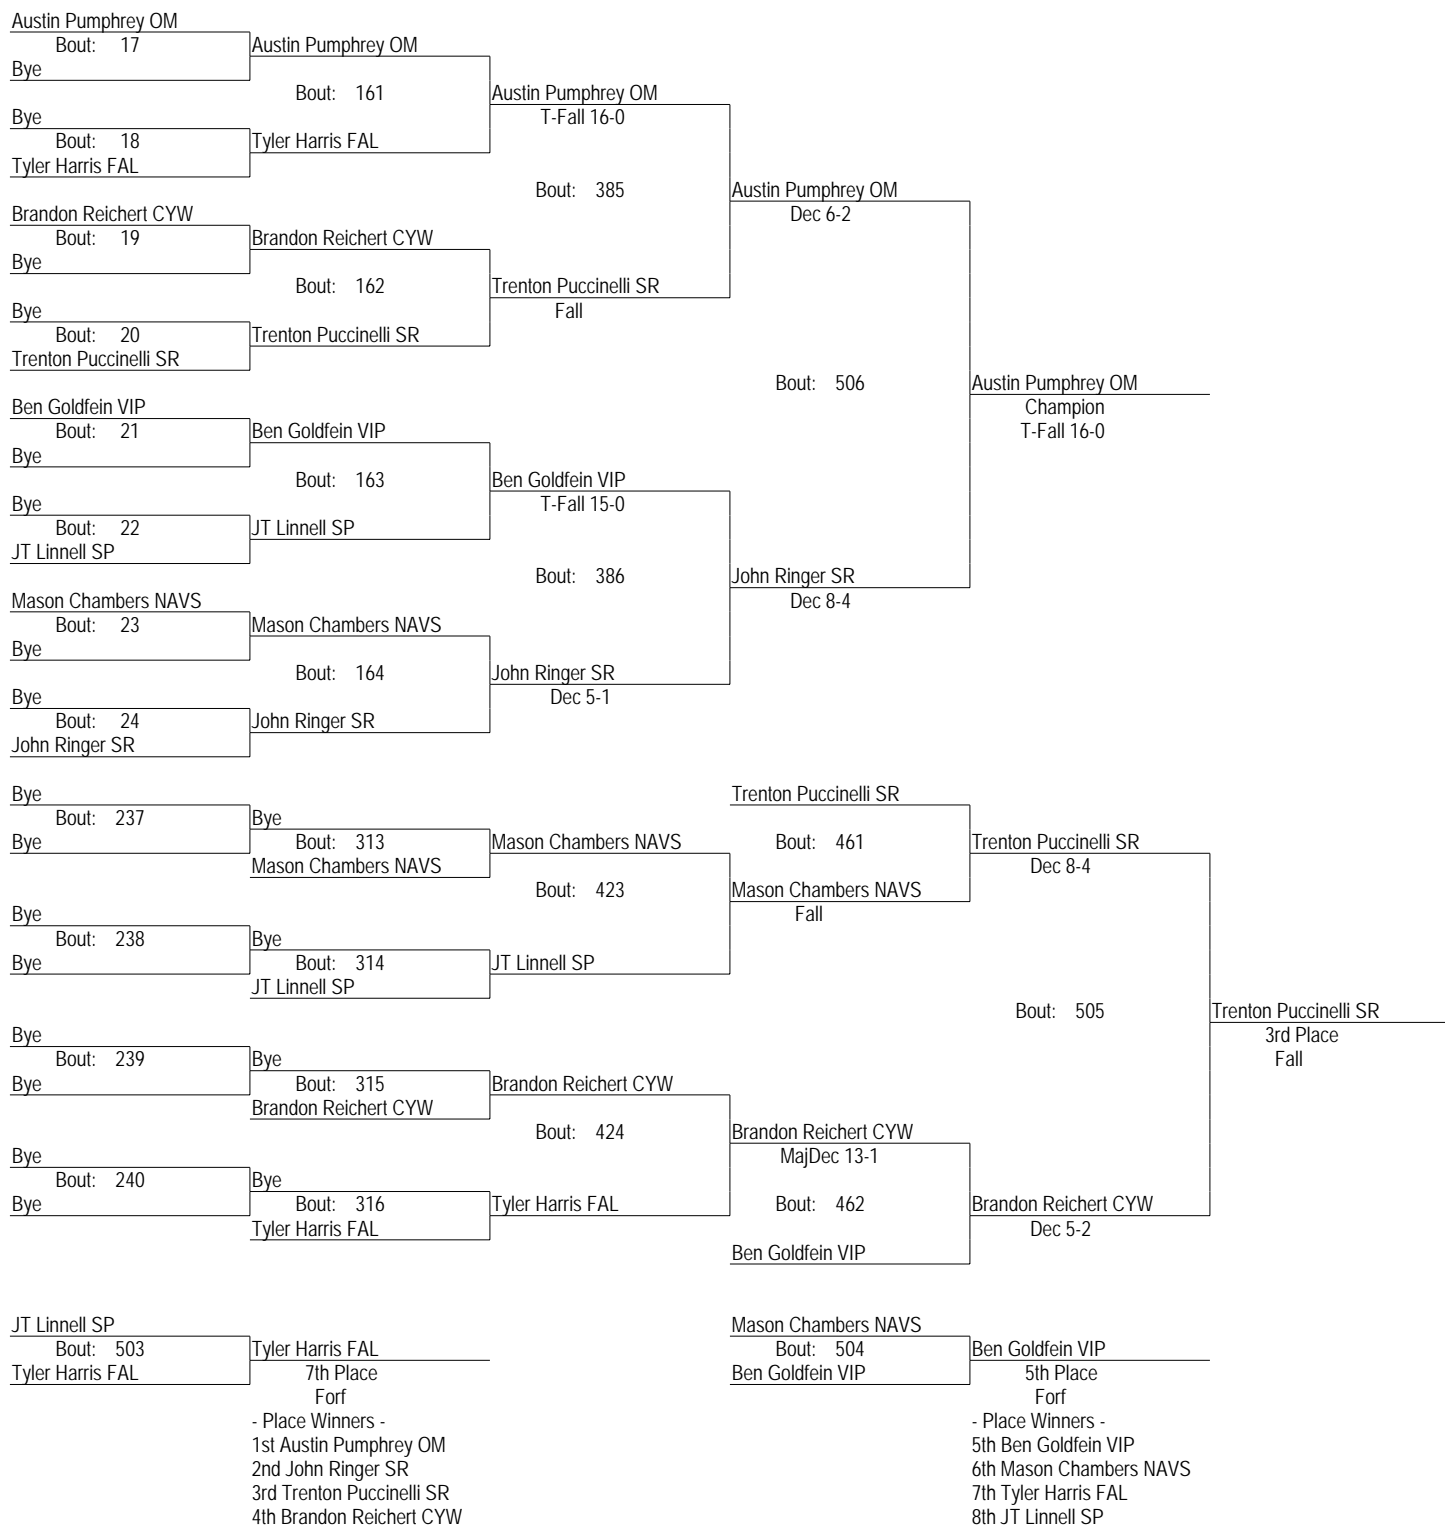 Austin Pumphrey OM
Bout: 17
Austin Pumphrey OM
Bye
Bout: 161
Austin Pumphrey OM
T-Fall 16-0
Bye
Bout: 18
Tyler Harris FAL
Tyler Harris FAL
Bout: 385
Austin Pumphrey OM
Dec 6-2
Brandon Reichert CYW
Bout: 19
Brandon Reichert CYW
Bye
Bout: 162
Trenton Puccinelli SR
Fall
Bye
Bout: 20
Trenton Puccinelli SR
Trenton Puccinelli SR
Bout: 506
Austin Pumphrey OM
Champion
T-Fall 16-0
Ben Goldfein VIP
Bout: 21
Ben Goldfein VIP
Bye
Bout: 163
Ben Goldfein VIP
T-Fall 15-0
Bye
Bout: 22
JT Linnell SP
JT Linnell SP
Bout: 386
John Ringer SR
Dec 8-4
Mason Chambers NAVS
Bout: 23
Mason Chambers NAVS
Bye
Bout: 164
John Ringer SR
Dec 5-1
Bye
Bout: 24
John Ringer SR
John Ringer SR
Bye
Bout: 237
Bye
Bye
Bout: 313
Mason Chambers NAVS
Mason Chambers NAVS
Trenton Puccinelli SR
Bout: 461
Trenton Puccinelli SR
Dec 8-4
Bout: 423
Mason Chambers NAVS
Fall
Bye
Bout: 238
Bye
Bye
Bout: 314
JT Linnell SP
JT Linnell SP
Bout: 505
Trenton Puccinelli SR
3rd Place
Fall
Bye
Bout: 239
Bye
Bye
Bout: 315
Brandon Reichert CYW
Brandon Reichert CYW
Bout: 424
Brandon Reichert CYW
MajDec 13-1
Bye
Bout: 240
Bye
Bye
Bout: 316
Tyler Harris FAL
Tyler Harris FAL
Bout: 462
Brandon Reichert CYW
Dec 5-2
Ben Goldfein VIP
JT Linnell SP
Bout: 503
Tyler Harris FAL
Tyler Harris FAL
7th Place
Forf
- Place Winners -
1st Austin Pumphrey OM
2nd John Ringer SR
3rd Trenton Puccinelli SR
4th Brandon Reichert CYW
Mason Chambers NAVS
Bout: 504
Ben Goldfein VIP
Ben Goldfein VIP
5th Place
Forf
- Place Winners -
5th Ben Goldfein VIP
6th Mason Chambers NAVS
7th Tyler Harris FAL
8th JT Linnell SP